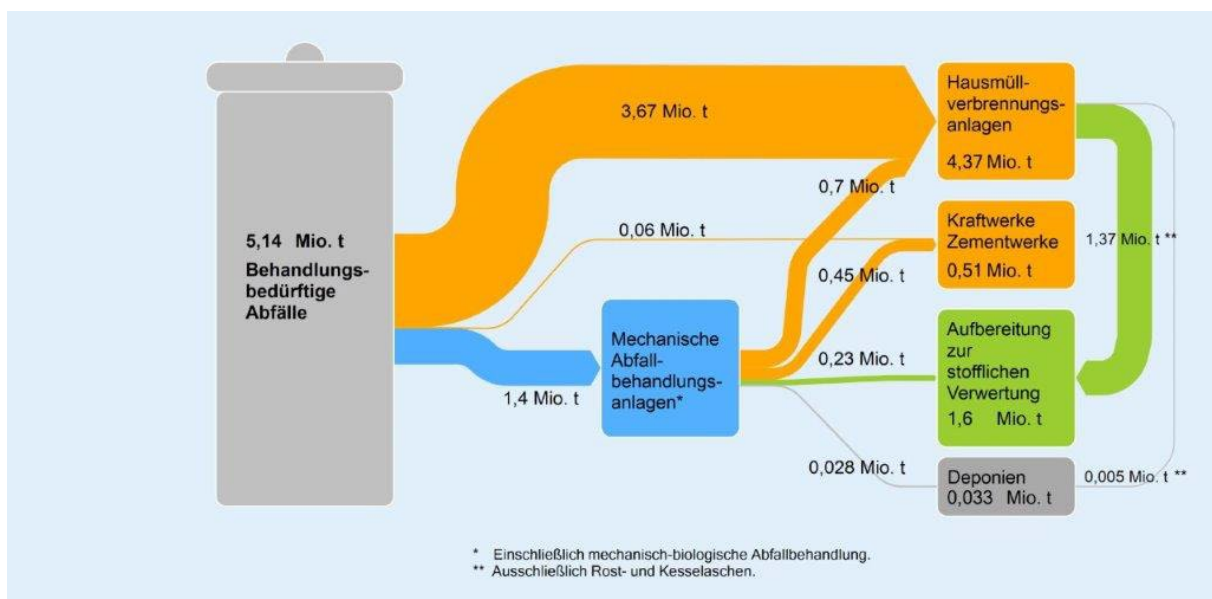 5,14 Mio. t
Behandlungs-
bedürftige
Abfälle
3,67 Mio. t
0,7 Mio. t
0,06 Mio. t
0,45 Mio. t
1,4 Mio. t
Mechanische
Abfall-
behandlungs-
anlagen*
0,23 Mio. t
0,028 Mio. t
Hausmüll-
verbrennungs-
anlagen
4,37 Mio. t
Kraftwerke
Zementwerke
0,51 Mio. t
1,37 Mio. t **
Aufbereitung
zur
stofflichen
Verwertung
1,6 Mio. t
Deponien
0,033 Mio. t
0,005 Mio. t **
* Einschließlich mechanisch-biologische Abfallbehandlung.
** Ausschließlich Rost- und Kesselaschen.